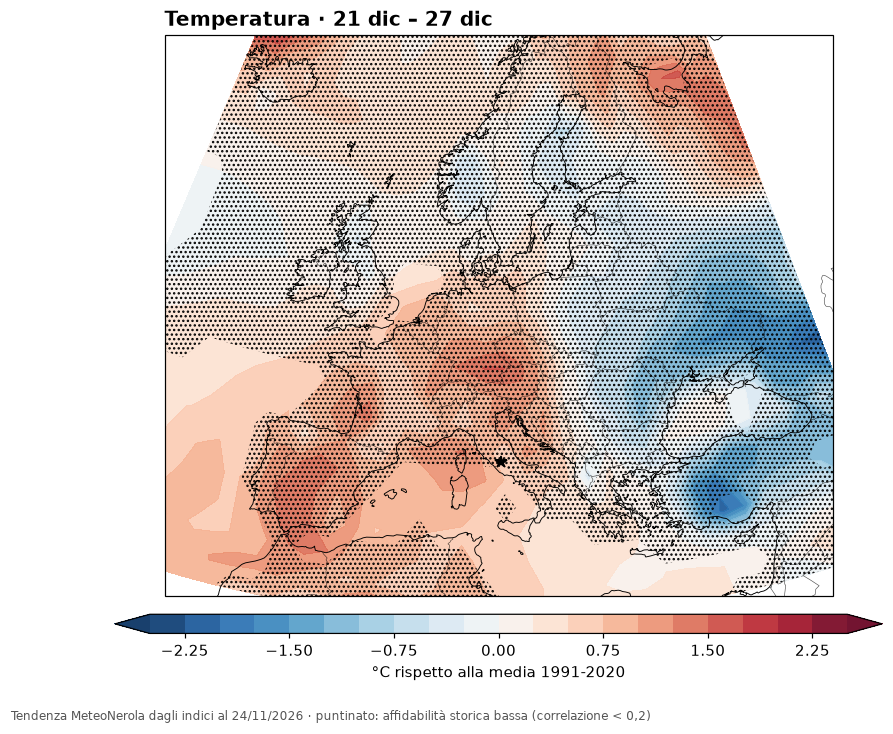 Temperatura · 21 dic – 27 dic
−2.25 −1.50 −0.75 0.00 0.75 1.50 2.25
°C rispetto alla media 1991-2020
Tendenza MeteoNerola dagli indici al 24/11/2026 · puntinato: affidabilità storica bassa (correlazione < 0,2)